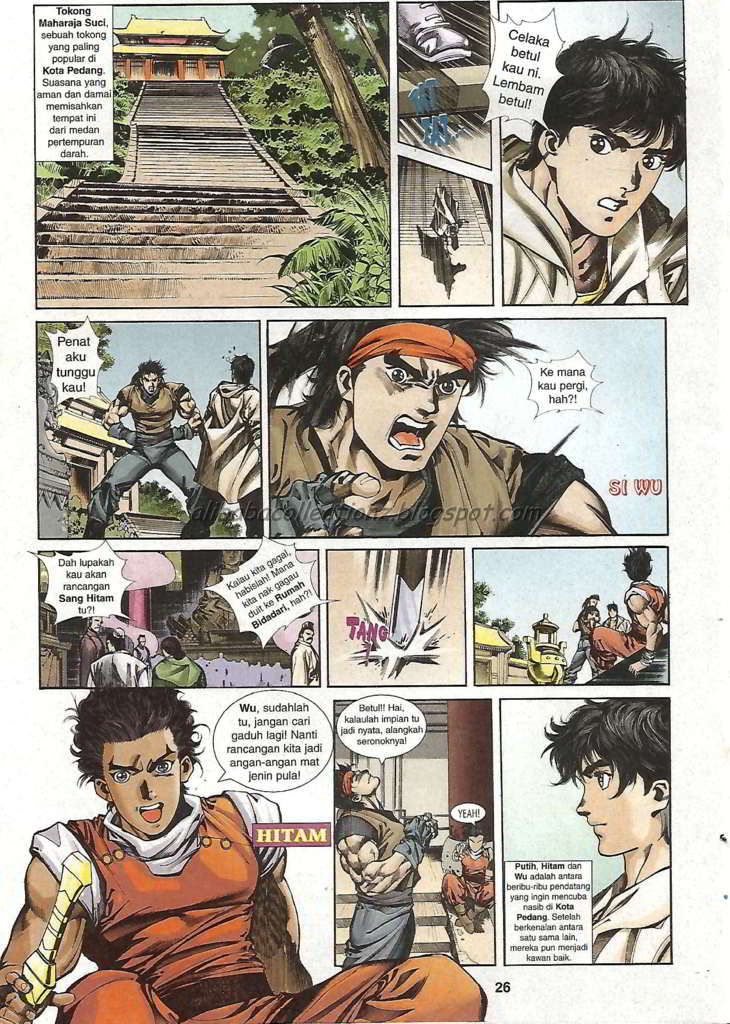 Tokong
Maharaja Suci,
sebuah tokong
yang paling
popular di
Kota Pedang.
Suasana yang
aman dan damai
memisahkan
tempat ini
dari medan
pertempuran
darah.
Celaka
betul
kau ni.
Lembam
betul!
Penat
aku
tunggu
kau!
Ke mana
kau pergi,
hah?!
SI WU
alibabacollectionz.blogspot.com
Dah lupakah
kau akan
rancangan
Sang Hitam
tu?!
Kalau kita gagal,
habislah! Mana
kita nak gagau
duit ke Rumah
Bidadari, hah?!
TANG
Wu, sudahlah
tu, jangan cari
gaduh lagi! Nanti
rancangan kita jadi
angan-angan mat
jenin pula!
HITAM
Betul!! Hai,
kalaulah impian tu
jadi nyata, alangkah
seronoknya!
YEAH!
Putih, Hitam dan
Wu adalah antara
beribu-ribu pendatang
yang ingin mencuba
nasib di Kota
Pedang. Setelah
berkenalan antara
satu sama lain,
mereka pun menjadi
kawan baik.
26